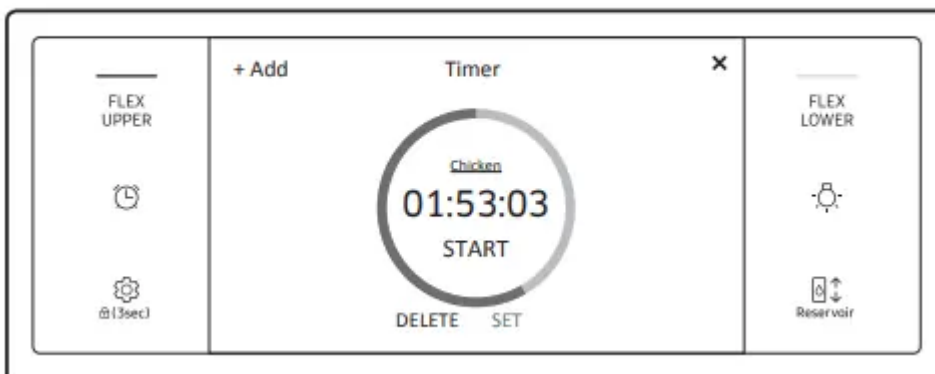 FLEX
UPPER
(3sec)
+ Add
Timer
×
Chicken
01:53:03
START
DELETE
SET
FLEX
LOWER
Reservoir